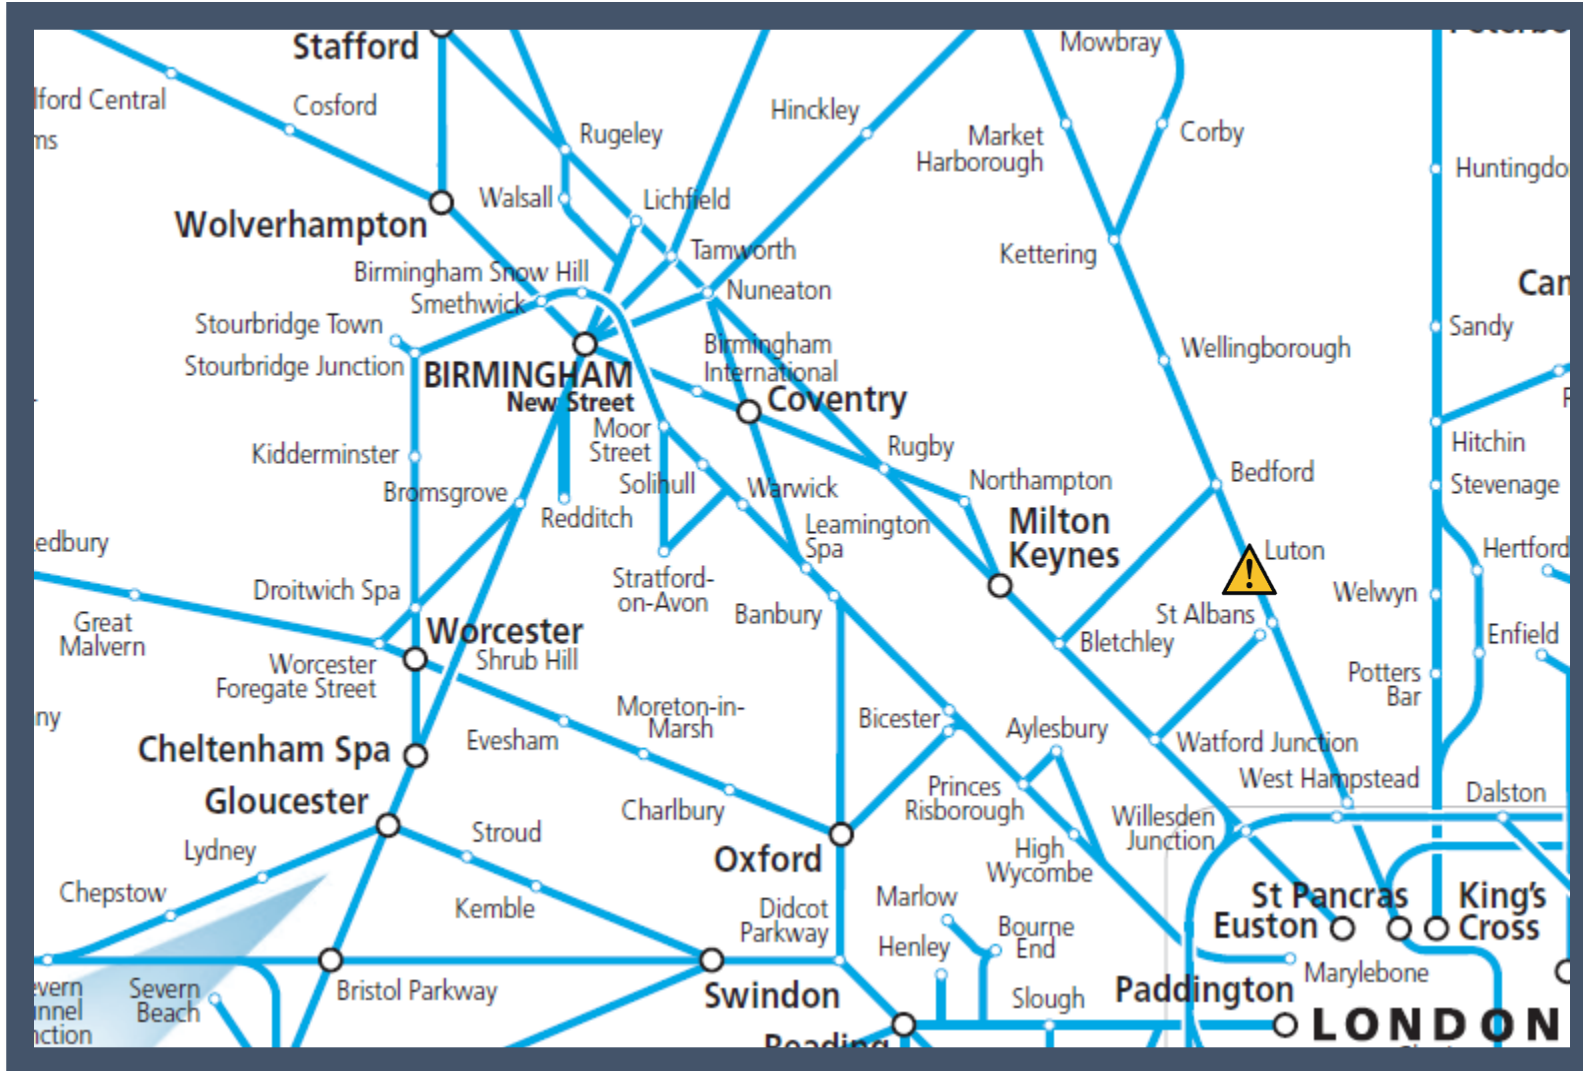 Stafford
Mowbray
lford Central
Cosford
Hinckley
Rugeley
Market
Harborough
Corby
ms
Huntingdo
Walsall
Lichfield
Wolverhampton
Tamworth
Kettering
Birmingham Snow Hill
Smethwick
Nuneaton
Can
Stourbridge Town
Sandy
Stourbridge Junction
Birmingham
International
Wellingborough
BIRMINGHAM
New Street
Coventry
Moor
Street
Rugby
Hitchin
Kidderminster
Bedford
Bromsgrove
Solihull
Warwick
Northampton
Stevenage
Redditch
Leamington
Spa
Milton
Keynes
edbury
Luton
Hertford
Droitwich Spa
Stratford-
on-Avon
Banbury
St Albans
Welwyn
Great
Malvern
Worcester
Shrub Hill
Bletchley
Enfield
Worcester
Foregate Street
Potters
Bar
ny
Evesham
Moreton-in-
Marsh
Bicester
Aylesbury
Cheltenham Spa
Watford Junction
West Hampstead
Gloucester
Charlbury
Princes
Risborough
Dalston
Stroud
Willesden
Junction
Lydney
Oxford
High
Wycombe
Chepstow
Kemble
Didcot
Parkway
Marlow
St Pancras
King's
Cross
Euston
Henley
Bourne
End
Marylebone
evern
unnel
nction
Severn
Beach
Bristol Parkway
Swindon
Slough
Paddington
LONDON
Reading